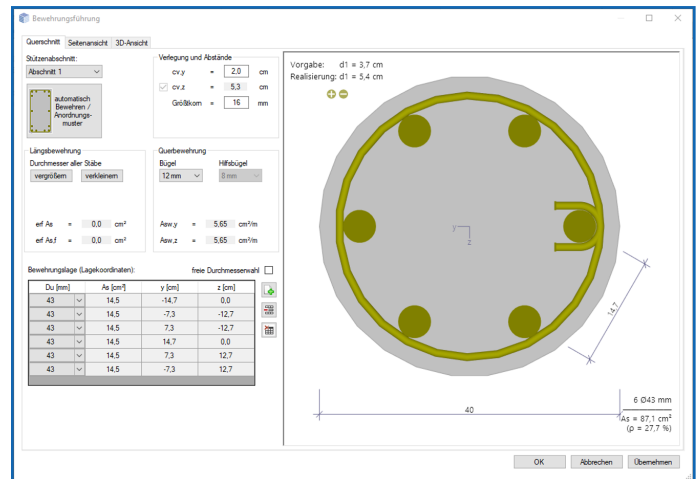 Bewehrungsführung
Querschnitt Seitenansicht 3D-Ansicht
Stützenabschnitt:
Abschnitt 1
automatisch
Bewehren /
Anordnungs-
muster
Verlegung und Abstände
cv,y = 2,0 cm
cv,z = 5,3 cm
Größtkorn = 16 mm
Längsbewehrung
Durchmesser aller Stäbe
vergrößern verkleinern
erf As = 0,0 cm²
erf As,f = 0,0 cm²
Querbewehrung
Bügel Hilfsbügel
12 mm 8 mm
Asw,y = 5,65 cm²/m
Asw,z = 5,65 cm²/m
Bewehrungslage (Lagekoordinaten): freie Durchmesserwahl
Du [mm] As [cm²] y [cm] z [cm]
43 14,5 -14,7 0,0
43 14,5 -7,3 -12,7
43 14,5 7,3 -12,7
43 14,5 14,7 0,0
43 14,5 7,3 12,7
43 14,5 -7,3 12,7
Vorgabe: d1 = 3,7 cm
Realisierung: d1 = 5,4 cm
y
z
14,7
40
6 Ø43 mm
As = 87,1 cm²
(ρ = 27,7 %)
OK Abbrechen Übernehmen